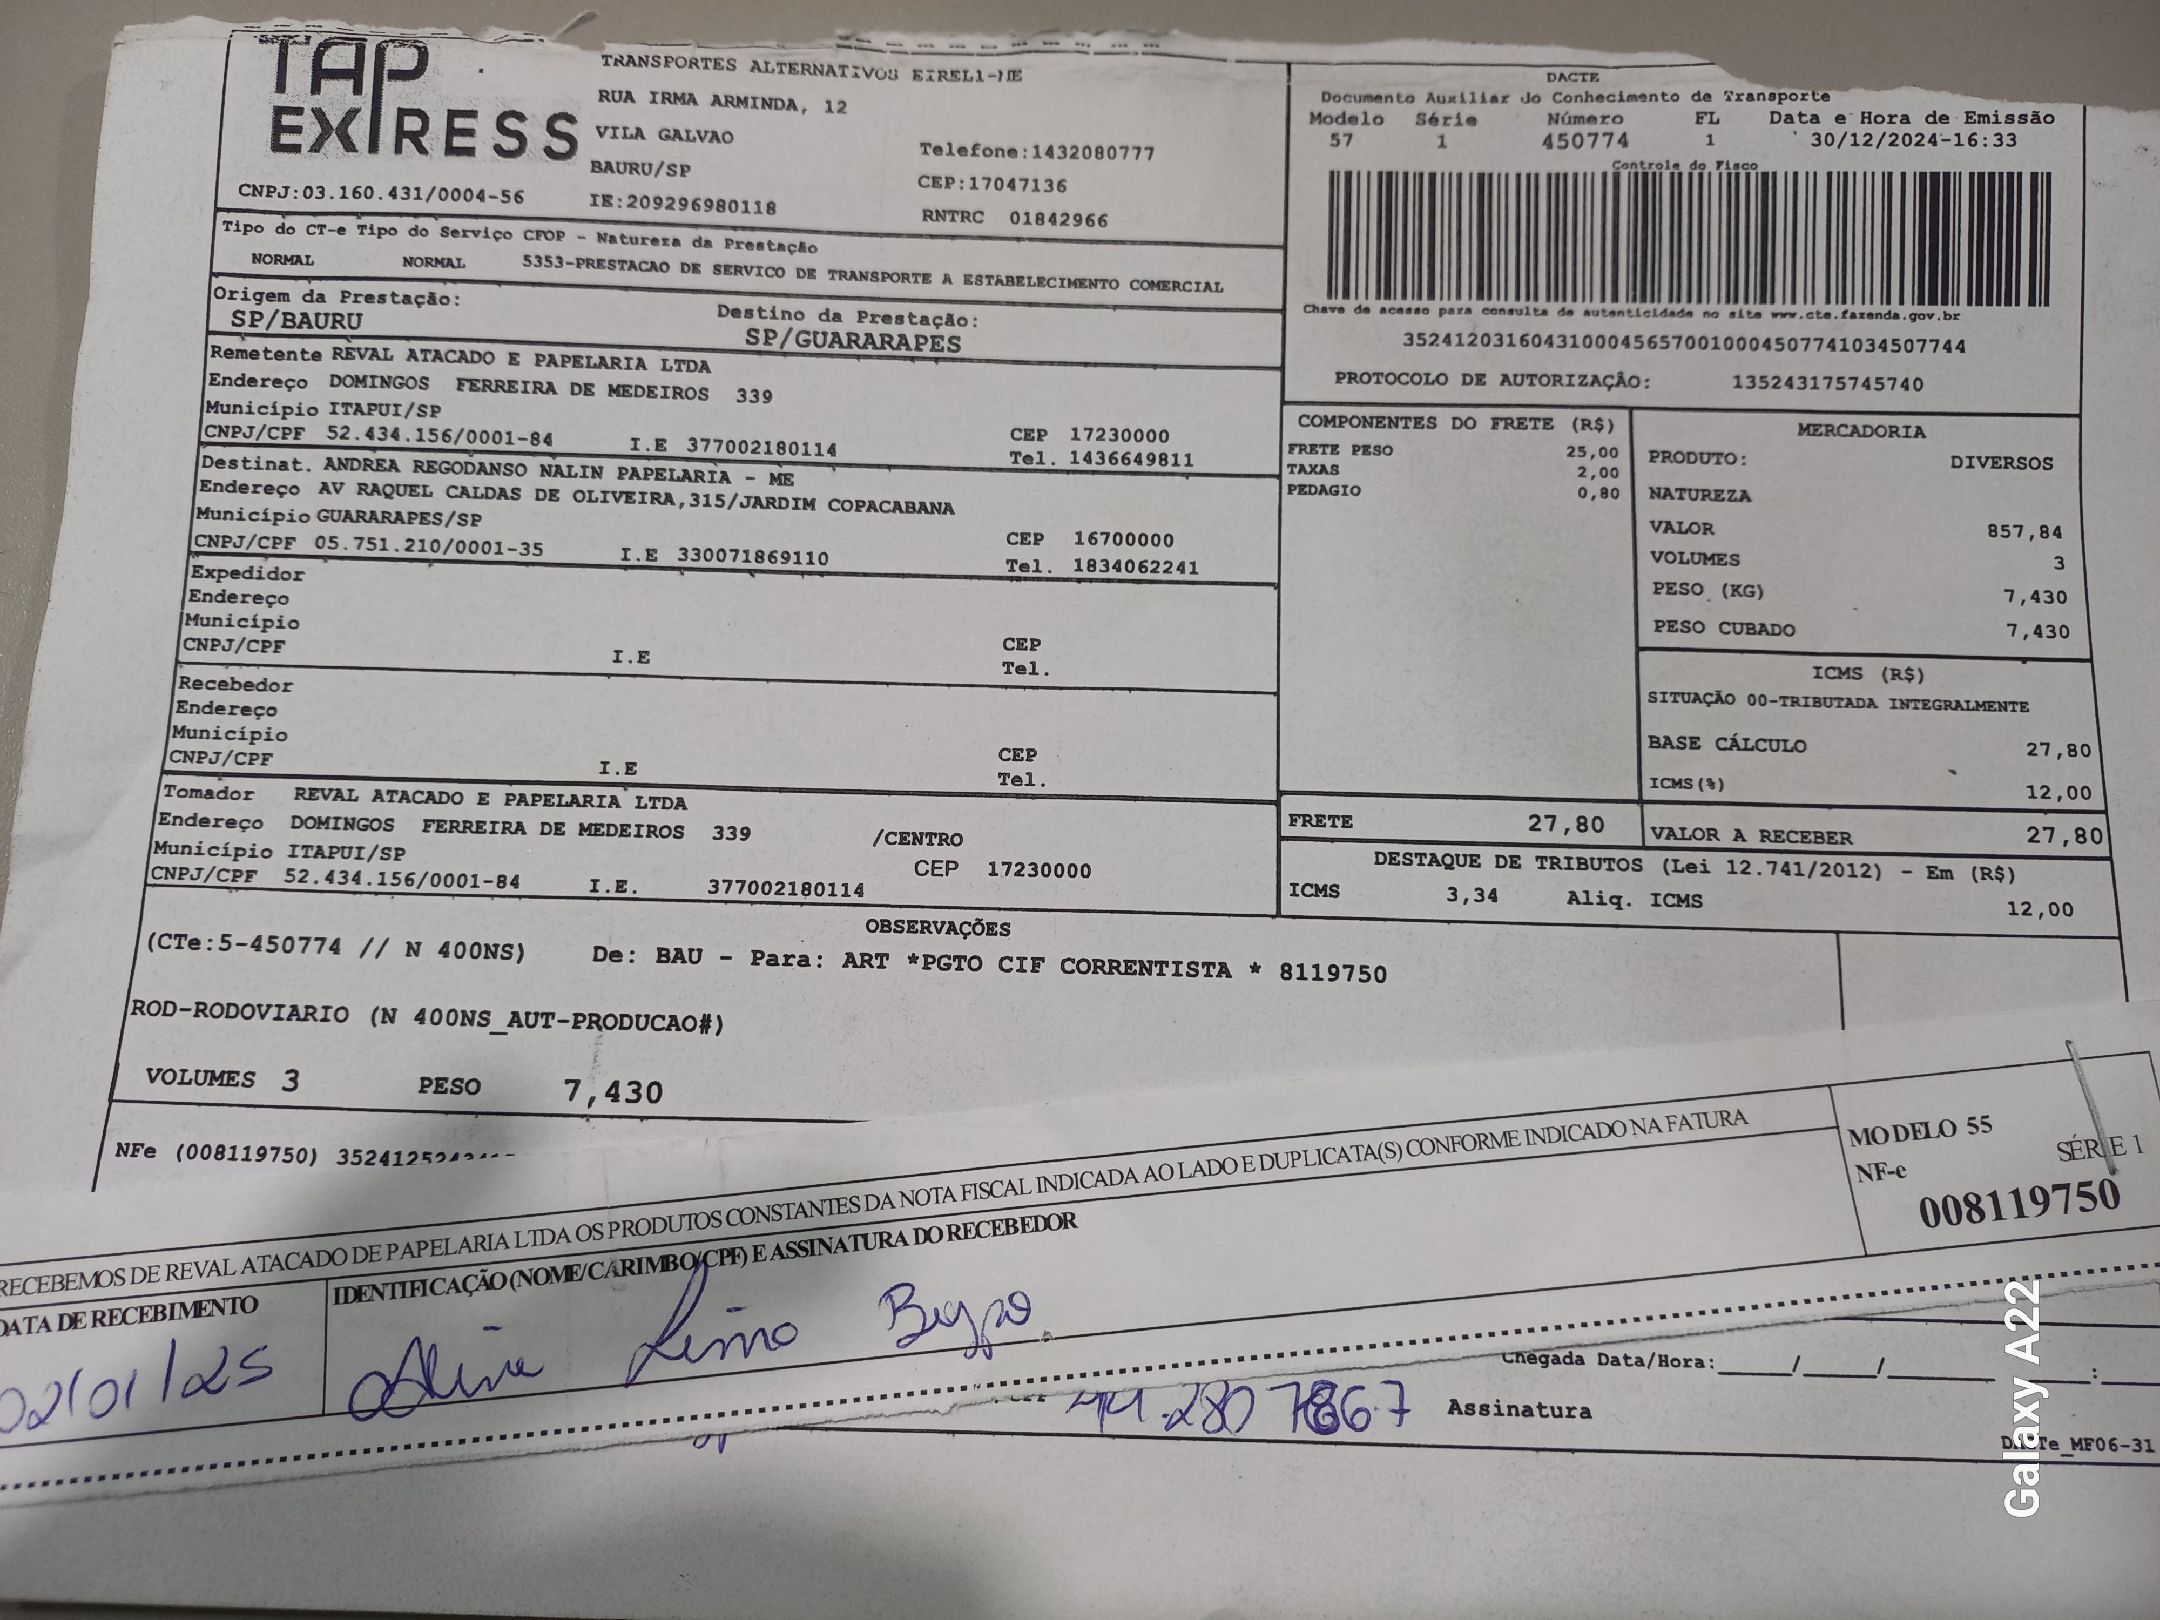 TAP
EXPRESS
CNPJ:03.160.431/0004-56
TRANSPORTES ALTERNATIVOS EIRELI-ME
RUA IRMA ARMINDA, 12
VILA GALVAO
BAURU/SP
IE:209296980118
Telefone:1432080777
CEP:17047136
RNTRC 01842966
DACTE
Documento Auxiliar do Conhecimento de Transporte
Modelo Série Número FL Data e Hora de Emissão
57 1 450774 1 30/12/2024-16:33
Controle do Fisco
Chave de acesso para consulta de autenticidade no site www.cte.fazenda.gov.br
35241203160431000456570010004507741034507744
PROTOCOLO DE AUTORIZAÇÃO: 135243175745740
Tipo do CT-e Tipo do Serviço CFOP - Natureza da Prestação
NORMAL NORMAL 5353-PRESTACAO DE SERVICO DE TRANSPORTE A ESTABELECIMENTO COMERCIAL
Origem da Prestação: Destino da Prestação:
SP/BAURU SP/GUARARAPES
Remetente REVAL ATACADO E PAPELARIA LTDA
Endereço DOMINGOS FERREIRA DE MEDEIROS 339
Município ITAPUI/SP CEP 17230000
CNPJ/CPF 52.434.156/0001-84 I.E 377002180114 Tel. 1436649811
Destinat. ANDREA REGODANSO NALIN PAPELARIA - ME
Endereço AV RAQUEL CALDAS DE OLIVEIRA,315/JARDIM COPACABANA
Município GUARARAPES/SP CEP 16700000
CNPJ/CPF 05.751.210/0001-35 I.E 330071869110 Tel. 1834062241
Expedidor
Endereço
Município
CNPJ/CPF I.E CEP
Tel.
Recebedor
Endereço
Município
CNPJ/CPF I.E CEP
Tel.
Tomador REVAL ATACADO E PAPELARIA LTDA
Endereço DOMINGOS FERREIRA DE MEDEIROS 339 /CENTRO
Município ITAPUI/SP CEP 17230000
CNPJ/CPF 52.434.156/0001-84 I.E. 377002180114
COMPONENTES DO FRETE (R$)
FRETE PESO 25,00
TAXAS 2,00
PEDAGIO 0,80
MERCADORIA
PRODUTO: DIVERSOS
NATUREZA
VALOR 857,84
VOLUMES 3
PESO (KG) 7,430
PESO CUBADO 7,430
ICMS (R$)
SITUAÇÃO 00-TRIBUTADA INTEGRALMENTE
BASE CÁLCULO 27,80
ICMS(%) 12,00
FRETE 27,80 VALOR A RECEBER 27,80
DESTAQUE DE TRIBUTOS (Lei 12.741/2012) - Em (R$)
ICMS 3,34 Aliq. ICMS 12,00
OBSERVAÇÕES
(CTe:5-450774 // N 400NS) De: BAU - Para: ART *PGTO CIF CORRENTISTA * 8119750
ROD-RODOVIARIO (N 400NS_AUT-PRODUCAO#)
VOLUMES 3 PESO 7,430
NFe (008119750)
RECEBEMOS DE REVAL ATACADO DE PAPELARIA LTDA OS PRODUTOS CONSTANTES DA NOTA FISCAL INDICADA AO LADO E DUPLICATA(S) CONFORME INDICADO NA FATURA
MODELO 55
SÉRIE 1
NF-e
008119750
DATA DE RECEBIMENTO
02/01/25
IDENTIFICAÇÃO (NOME/CARIMBO/CPF) E ASSINATURA DO RECEBEDOR
Chegada Data/Hora:____/____/____ :
Assinatura
Galaxy A22